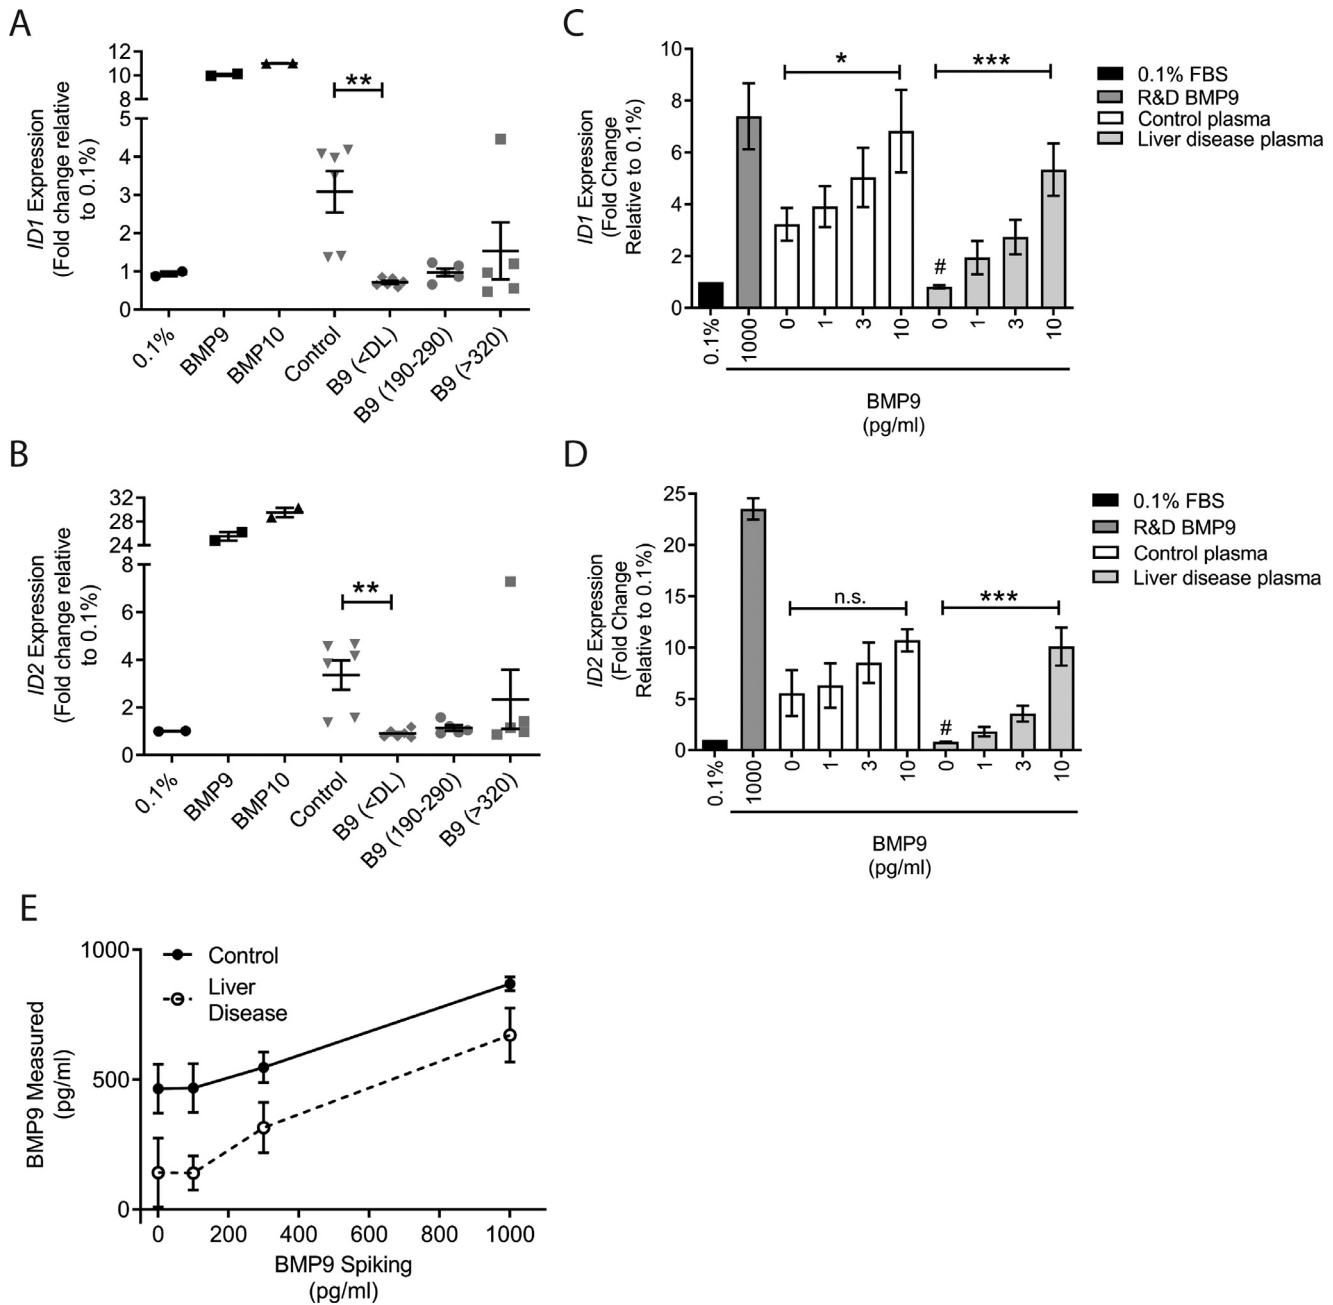 A
ID1 Expression
(Fold change relative
to 0.1%)
12
10
8
5
4
3
2
1
0
**
0.1%
BMP9
BMP10
Control
B9 (<DL)
B9 (190-290)
B9 (>320)
B
ID2 Expression
(Fold change relative
to 0.1%)
32
28
24
8
6
4
2
0
**
0.1%
BMP9
BMP10
Control
B9 (<DL)
B9 (190-290)
B9 (>320)
C
ID1 Expression
(Fold Change
Relative to 0.1%)
10
8
6
4
2
0
*
***
#
0.1% FBS
R&D BMP9
Control plasma
Liver disease plasma
0.1%
1000
0
1
3
10
0
1
3
10
BMP9
(pg/ml)
D
ID2 Expression
(Fold Change
Relative to 0.1%)
25
20
15
10
5
0
n.s.
***
#
0.1% FBS
R&D BMP9
Control plasma
Liver disease plasma
0.1%
1000
0
1
3
10
0
1
3
10
BMP9
(pg/ml)
E
BMP9 Measured
(pg/ml)
1000
500
0
Control
Liver
Disease
0 200 400 600 800 1000
BMP9 Spiking
(pg/ml)